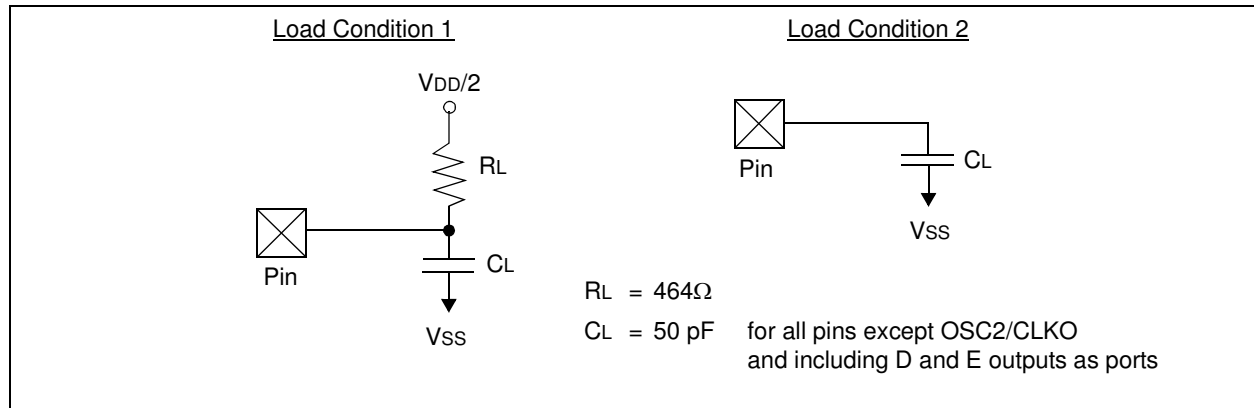 Load Condition 1
VDD/2
RL
Pin
CL
VSS
Load Condition 2
Pin
CL
VSS
RL = 464Ω
CL = 50 pF for all pins except OSC2/CLKO
and including D and E outputs as ports